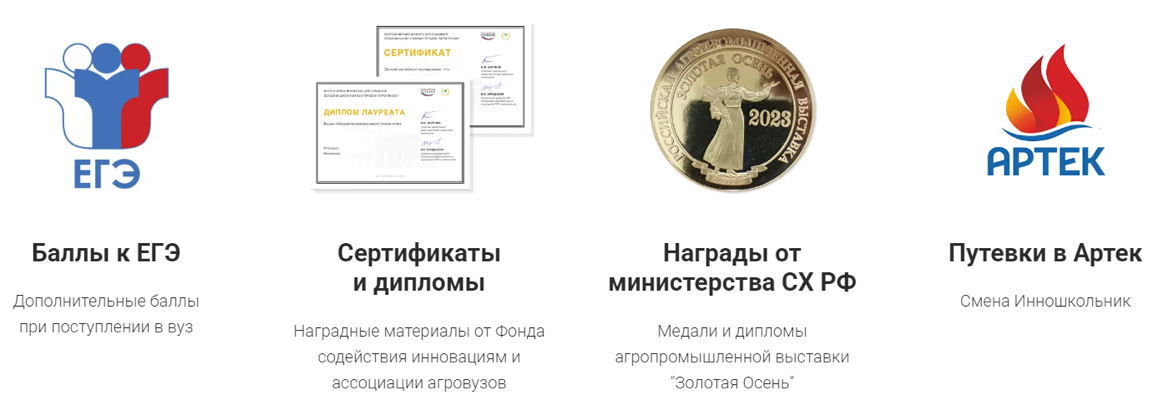 ЕГЭ
СЕРТИФИКАТ
ДИПЛОМ ЛАУРЕАТА
РОССИЙСКАЯ АГРОПРОМЫШЛЕННАЯ ВЫСТАВКА
ЗОЛОТАЯ ОСЕНЬ
2023
АРТЕК
Баллы к ЕГЭ
Дополнительные баллы
при поступлении в вуз
Сертификаты
и дипломы
Наградные материалы от Фонда
содействия инновациям и
ассоциации агровузов
Награды от
министерства СХ РФ
Медали и дипломы
агропромышленной выставки
"Золотая Осень"
Путевки в Артек
Смена Инношкольник